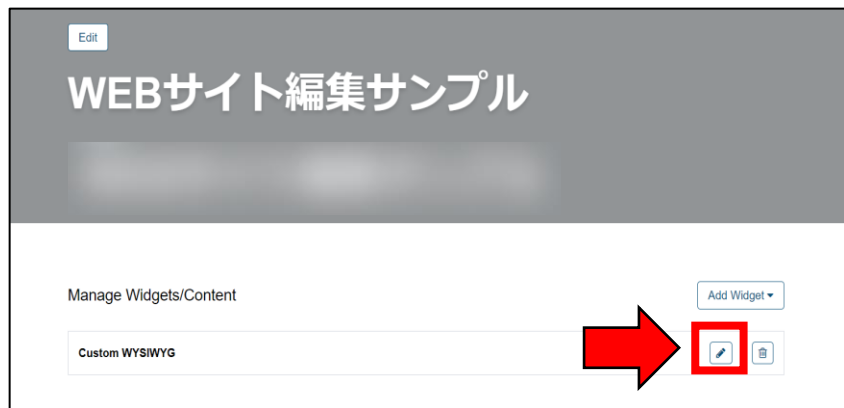 Edit
WEBサイト編集サンプル
Manage Widgets/Content
Add Widget
Custom WYSIWYG